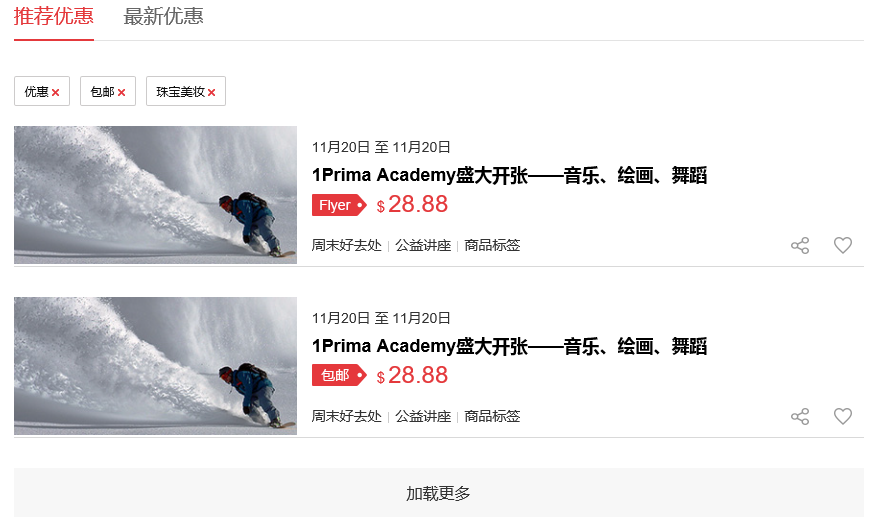 推荐优惠 最新优惠
优惠× 包邮× 珠宝美妆×
11月20日 至 11月20日
1Prima Academy盛大开张——音乐、绘画、舞蹈
Flyer $28.88
周末好去处 | 公益讲座 | 商品标签
11月20日 至 11月20日
1Prima Academy盛大开张——音乐、绘画、舞蹈
包邮 $28.88
周末好去处 | 公益讲座 | 商品标签
加载更多